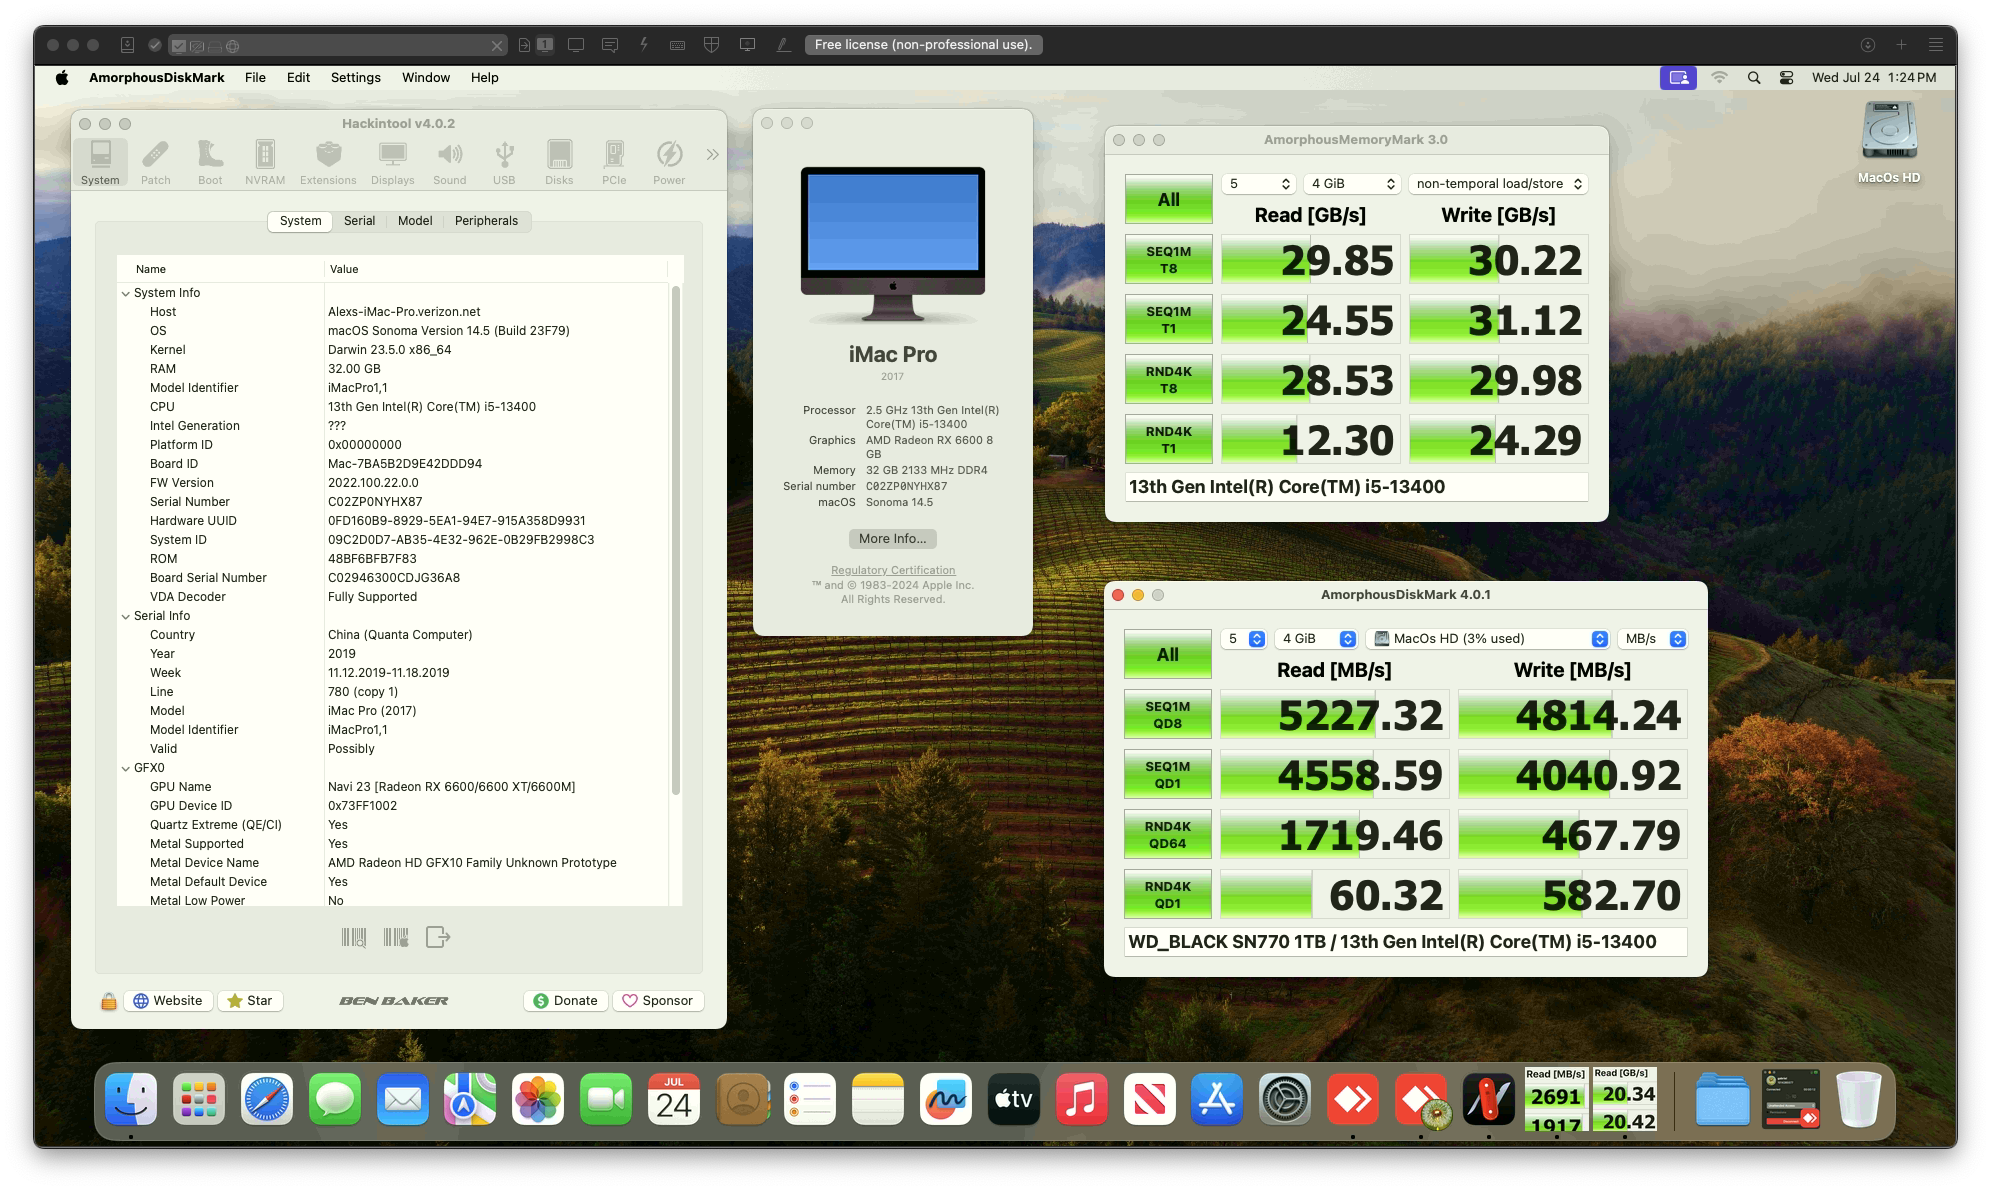 1
Free license (non-professional use).
AmorphousDiskMark File Edit Settings Window Help
Wed Jul 24 1:24 PM
Hackintool v4.0.2
System Patch Boot NVRAM Extensions Displays Sound USB Disks PCIe Power
System Serial Model Peripherals
Name Value
System Info
Host Alexs-iMac-Pro.verizon.net
OS macOS Sonoma Version 14.5 (Build 23F79)
Kernel Darwin 23.5.0 x86_64
RAM 32.00 GB
Model Identifier iMacPro1,1
CPU 13th Gen Intel(R) Core(TM) i5-13400
Intel Generation ???
Platform ID 0x00000000
Board ID Mac-7BA5B2D9E42DDD94
FW Version 2022.100.22.0.0
Serial Number C02ZP0NYHX87
Hardware UUID 0FD160B9-8929-5EA1-94E7-915A358D9931
System ID 09C2D0D7-AB35-4E32-962E-0B29FB2998C3
ROM 48BF6BFB7F83
Board Serial Number C02946300CDJG36A8
VDA Decoder Fully Supported
Serial Info
Country China (Quanta Computer)
Year 2019
Week 11.12.2019-11.18.2019
Line 780 (copy 1)
Model iMac Pro (2017)
Model Identifier iMacPro1,1
Valid Possibly
GFX0
GPU Name Navi 23 [Radeon RX 6600/6600 XT/6600M]
GPU Device ID 0x73FF1002
Quartz Extreme (QE/CI) Yes
Metal Supported Yes
Metal Device Name AMD Radeon HD GFX10 Family Unknown Prototype
Metal Default Device Yes
Metal Low Power No
Website Star BEN BAKER Donate Sponsor
iMac Pro
2017
Processor 2.5 GHz 13th Gen Intel(R)
Core(TM) i5-13400
Graphics AMD Radeon RX 6600 8
GB
Memory 32 GB 2133 MHz DDR4
Serial number C02ZP0NYHX87
macOS Sonoma 14.5
More Info...
Regulatory Certification
™ and © 1983-2024 Apple Inc.
All Rights Reserved.
AmorphousMemoryMark 3.0
All 5 4 GiB non-temporal load/store
Read [GB/s] Write [GB/s]
SEQ1M
T8
29.85 30.22
SEQ1M
T1
24.55 31.12
RND4K
T8
28.53 29.98
RND4K
T1
12.30 24.29
13th Gen Intel(R) Core(TM) i5-13400
MacOs HD
AmorphousDiskMark 4.0.1
All 5 4 GiB MacOs HD (3% used) MB/s
Read [MB/s] Write [MB/s]
SEQ1M
QD8
5227.32 4814.24
SEQ1M
QD1
4558.59 4040.92
RND4K
QD64
1719.46 467.79
RND4K
QD1
60.32 582.70
WD_BLACK SN770 1TB / 13th Gen Intel(R) Core(TM) i5-13400
JUL
24
tv
Read [MB/s]
2691
1917
Read [GB/s]
20.34
20.42